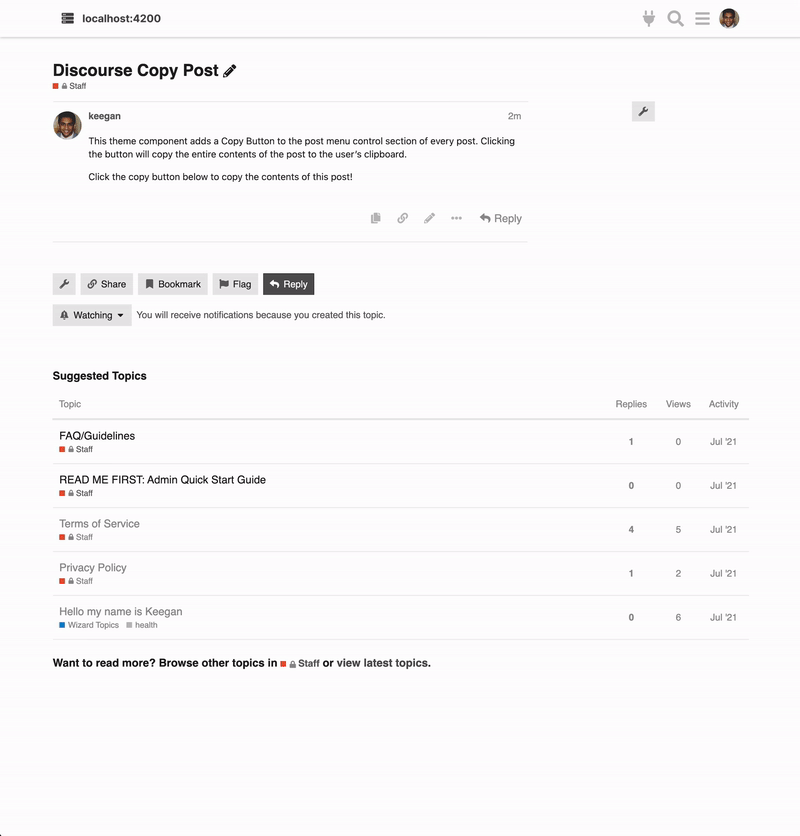 localhost:4200
Discourse Copy Post
Staff
keegan 2m
This theme component adds a Copy Button to the post menu control section of every post. Clicking
the button will copy the entire contents of the post to the user’s clipboard.
Click the copy button below to copy the contents of this post!
Reply
Share Bookmark Flag Reply
Watching You will receive notifications because you created this topic.
Suggested Topics
Topic Replies Views Activity
FAQ/Guidelines 1 0 Jul '21
Staff
READ ME FIRST: Admin Quick Start Guide 0 0 Jul '21
Staff
Terms of Service 4 5 Jul '21
Staff
Privacy Policy 1 2 Jul '21
Staff
Hello my name is Keegan 0 6 Jul '21
Wizard Topics health
Want to read more? Browse other topics in Staff or view latest topics.